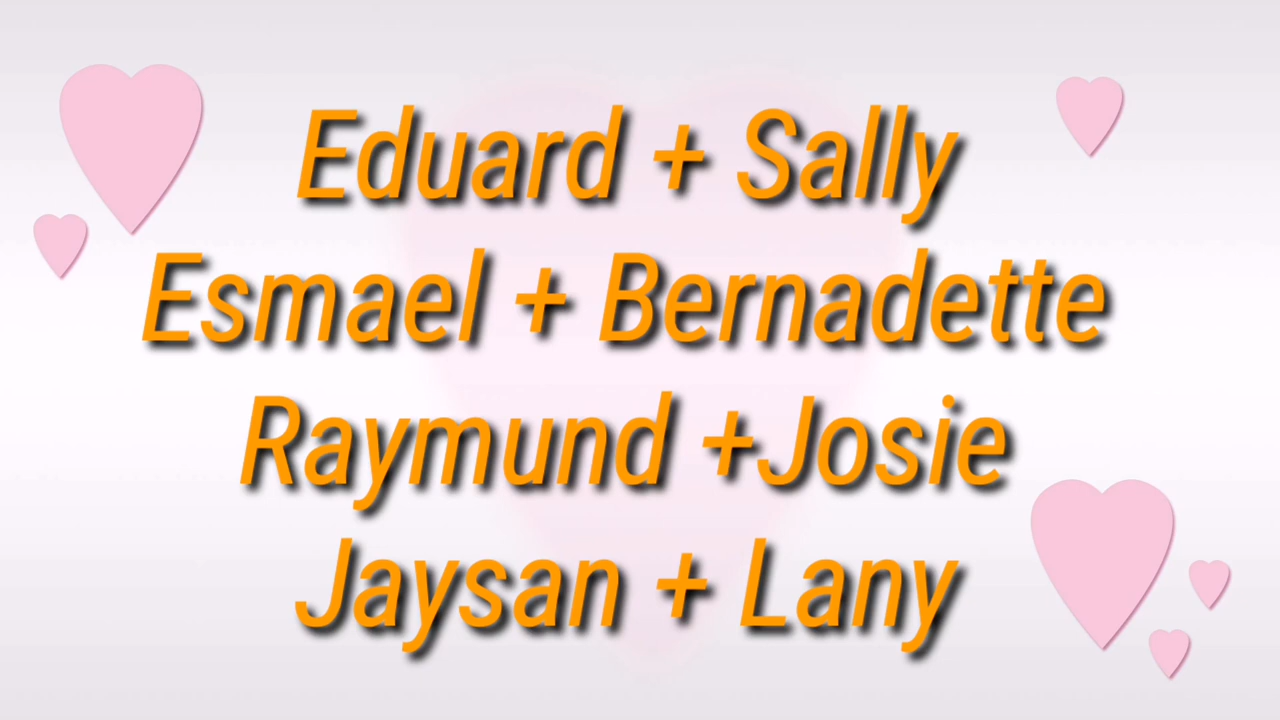 Eduard + Sally
Esmael + Bernadette
Raymund +Josie
Jaysan + Lany